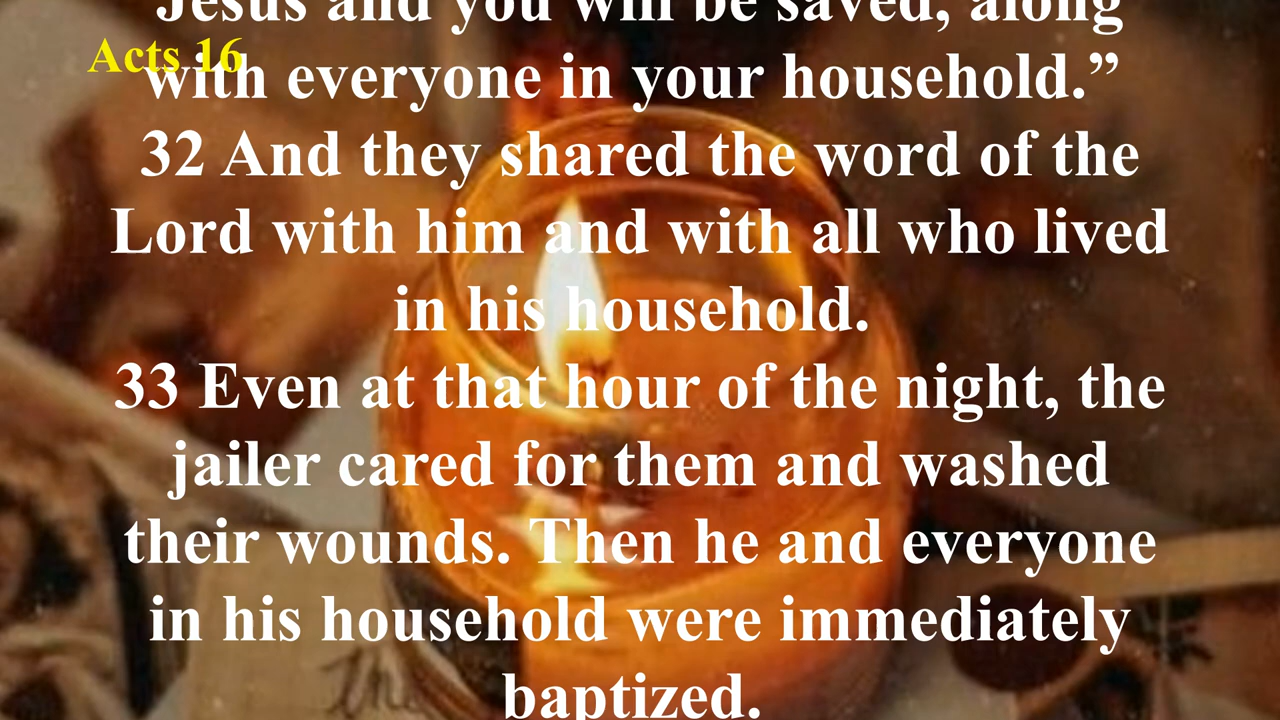 Jesus and you will be saved, along
Acts 16
with everyone in your household.”
32 And they shared the word of the
Lord with him and with all who lived
in his household.
33 Even at that hour of the night, the
jailer cared for them and washed
their wounds. Then he and everyone
in his household were immediately
baptized.
the